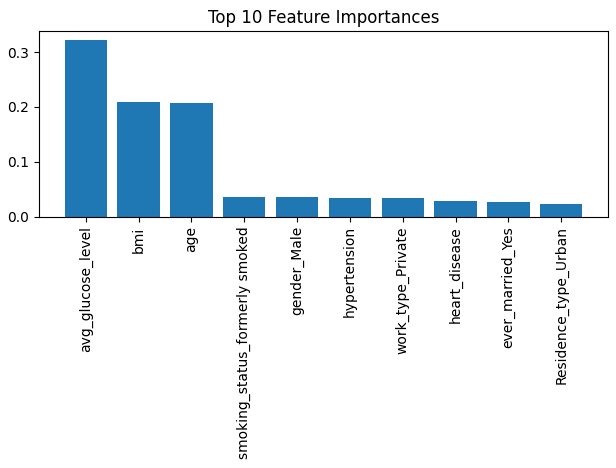 Top 10 Feature Importances
0.3
0.2
0.1
0.0
avg_glucose_level
bmi
age
smoking_status_formerly smoked
gender_Male
hypertension
work_type_Private
heart_disease
ever_married_Yes
Residence_type_Urban